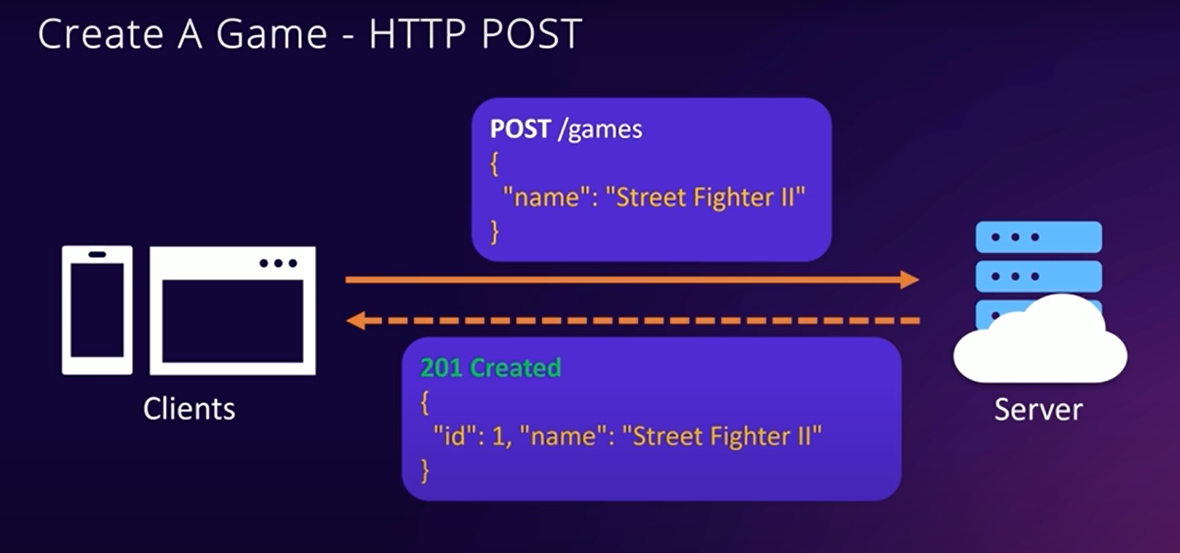 Create A Game - HTTP POST
POST /games
{
"name": "Street Fighter II"
}
Clients
Server
201 Created
{
"id": 1, "name": "Street Fighter II"
}